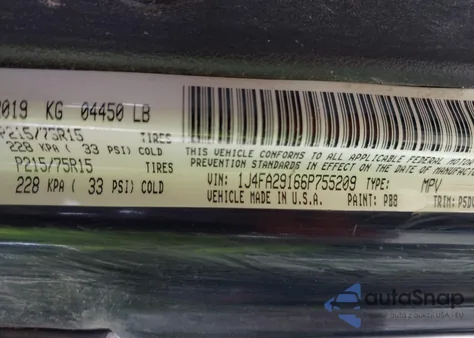 2019 KG 04450 LB
P215/75R15 TIRES
228 KPA ( 33 PSI) COLD
P215/75R15 TIRES
228 KPA ( 33 PSI) COLD
THIS VEHICLE CONFORMS TO ALL APPLICABLE FEDERAL MOTOR
PREVENTION STANDARDS IN EFFECT ON THE DATE OF MANUFACT
VIN: 1J4FA29166P755209 TYPE: MPV
VEHICLE MADE IN U.S.A. PAINT: PB8 TRIM:
autoSnap